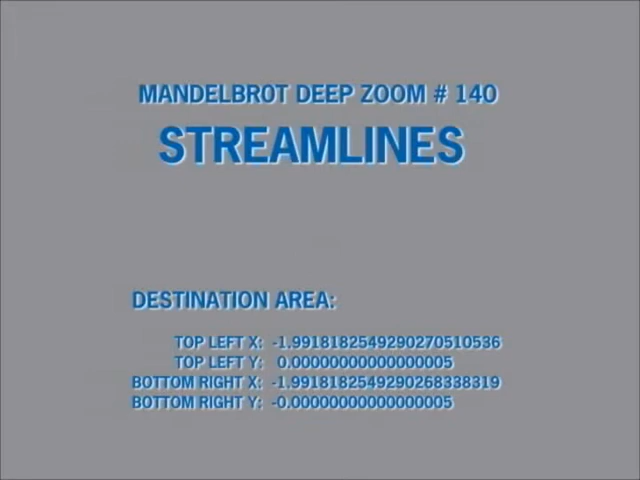 MANDELBROT DEEP ZOOM # 140
STREAMLINES
DESTINATION AREA:
TOP LEFT X: -1.9918182549290270510536
TOP LEFT Y: 0.00000000000000005
BOTTOM RIGHT X: -1.9918182549290268338319
BOTTOM RIGHT Y: -0.00000000000000005